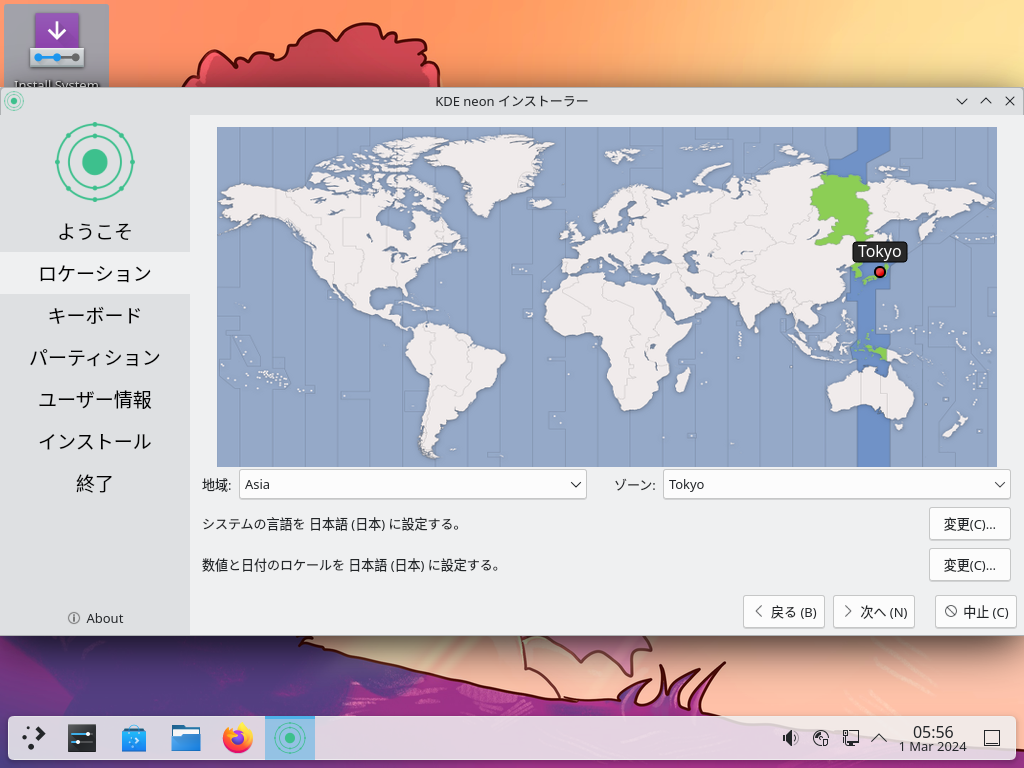 Install System
KDE neon インストーラー
ようこそ
ロケーション
キーボード
パーティション
ユーザー情報
インストール
終了
About
Tokyo
地域: Asia ゾーン: Tokyo
システムの言語を 日本語 (日本) に設定する。 変更(C)...
数値と日付のロケールを 日本語 (日本) に設定する。 変更(C)...
戻る (B) 次へ (N) 中止 (C)
05:56
1 Mar 2024